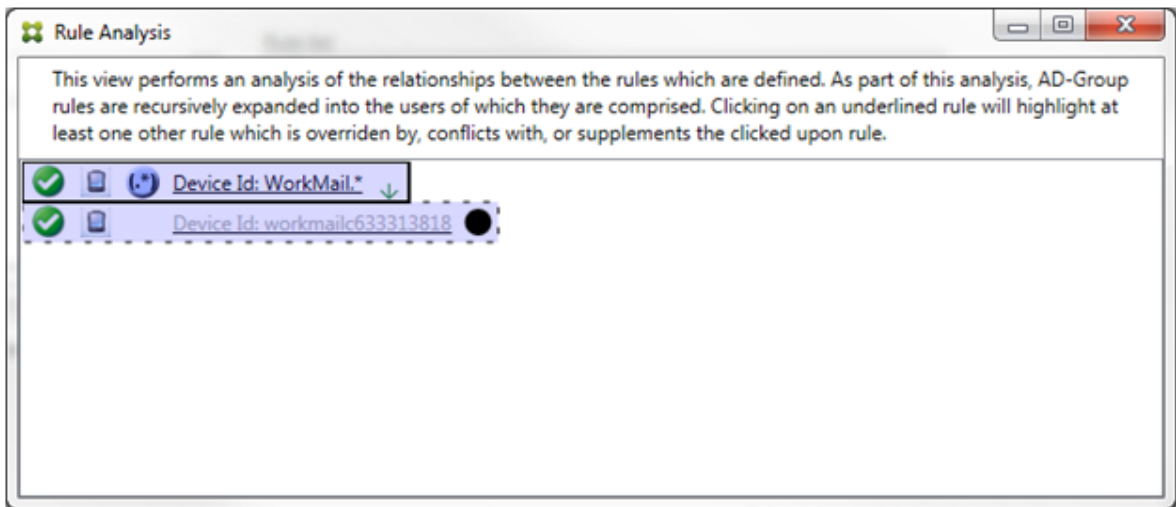 Rule Analysis
This view performs an analysis of the relationships between the rules which are defined. As part of this analysis, AD-Group
rules are recursively expanded into the users of which they are comprised. Clicking on an underlined rule will highlight at
least one other rule which is overriden by, conflicts with, or supplements the clicked upon rule.
(.*) Device Id: WorkMail.*
Device Id: workmailc633313818